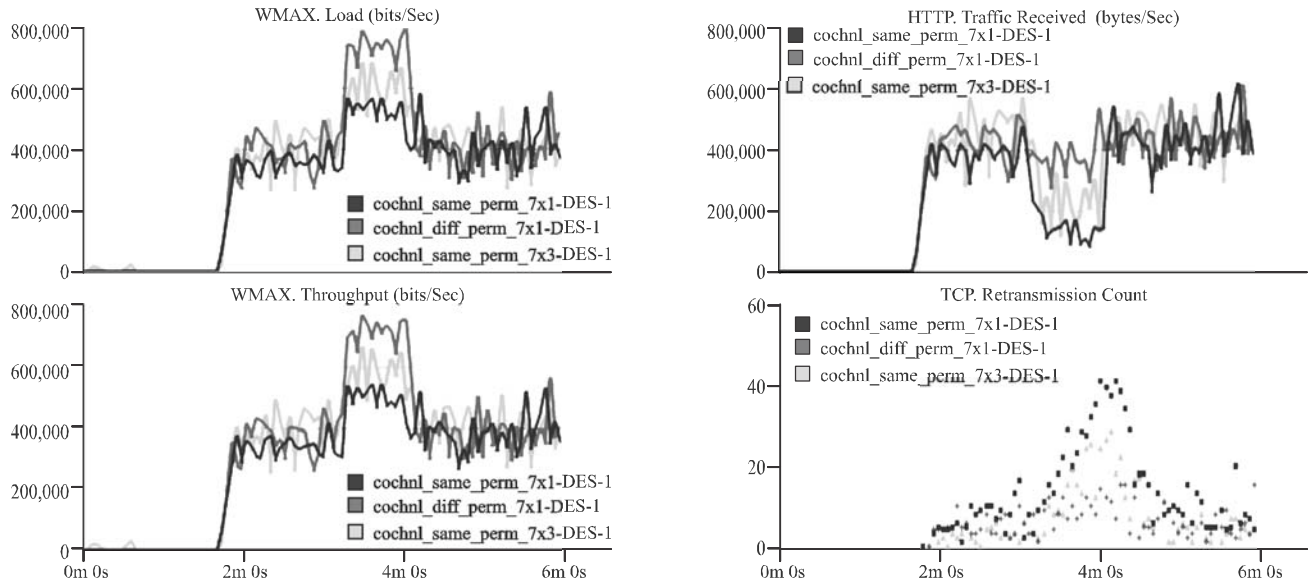 WMAX. Load (bits/Sec)
800,000
600,000
400,000
200,000
0
cochnl_same_perm_7x1-DES-1
cochnl_diff_perm_7x1-DES-1
cochnl_same_perm_7x3-DES-1
HTTP. Traffic Received (bytes/Sec)
800,000
600,000
400,000
200,000
0
cochnl_same_perm_7x1-DES-1
cochnl_diff_perm_7x1-DES-1
cochnl_same_perm_7x3-DES-1
WMAX. Throughput (bits/Sec)
800,000
600,000
400,000
200,000
0
cochnl_same_perm_7x1-DES-1
cochnl_diff_perm_7x1-DES-1
cochnl_same_perm_7x3-DES-1
0m 0s 2m 0s 4m 0s 6m 0s
TCP. Retransmission Count
60
40
20
0
cochnl_same_perm_7x1-DES-1
cochnl_diff_perm_7x1-DES-1
cochnl_same_perm_7x3-DES-1
0m 0s 2m 0s 4m 0s 6m 0s